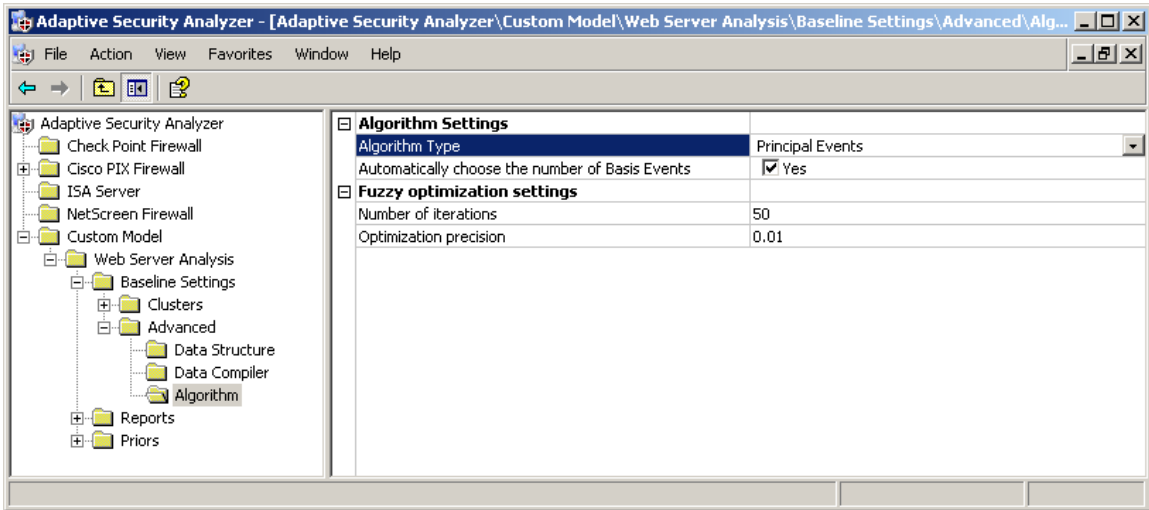 Adaptive Security Analyzer - [Adaptive Security Analyzer\Custom Model\Web Server Analysis\Baseline Settings\Advanced\Alg...
File Action View Favorites Window Help
Adaptive Security Analyzer
Check Point Firewall
Cisco PIX Firewall
ISA Server
NetScreen Firewall
Custom Model
Web Server Analysis
Baseline Settings
Clusters
Advanced
Data Structure
Data Compiler
Algorithm
Reports
Priors
Algorithm Settings
Algorithm Type Principal Events
Automatically choose the number of Basis Events Yes
Fuzzy optimization settings
Number of iterations 50
Optimization precision 0.01